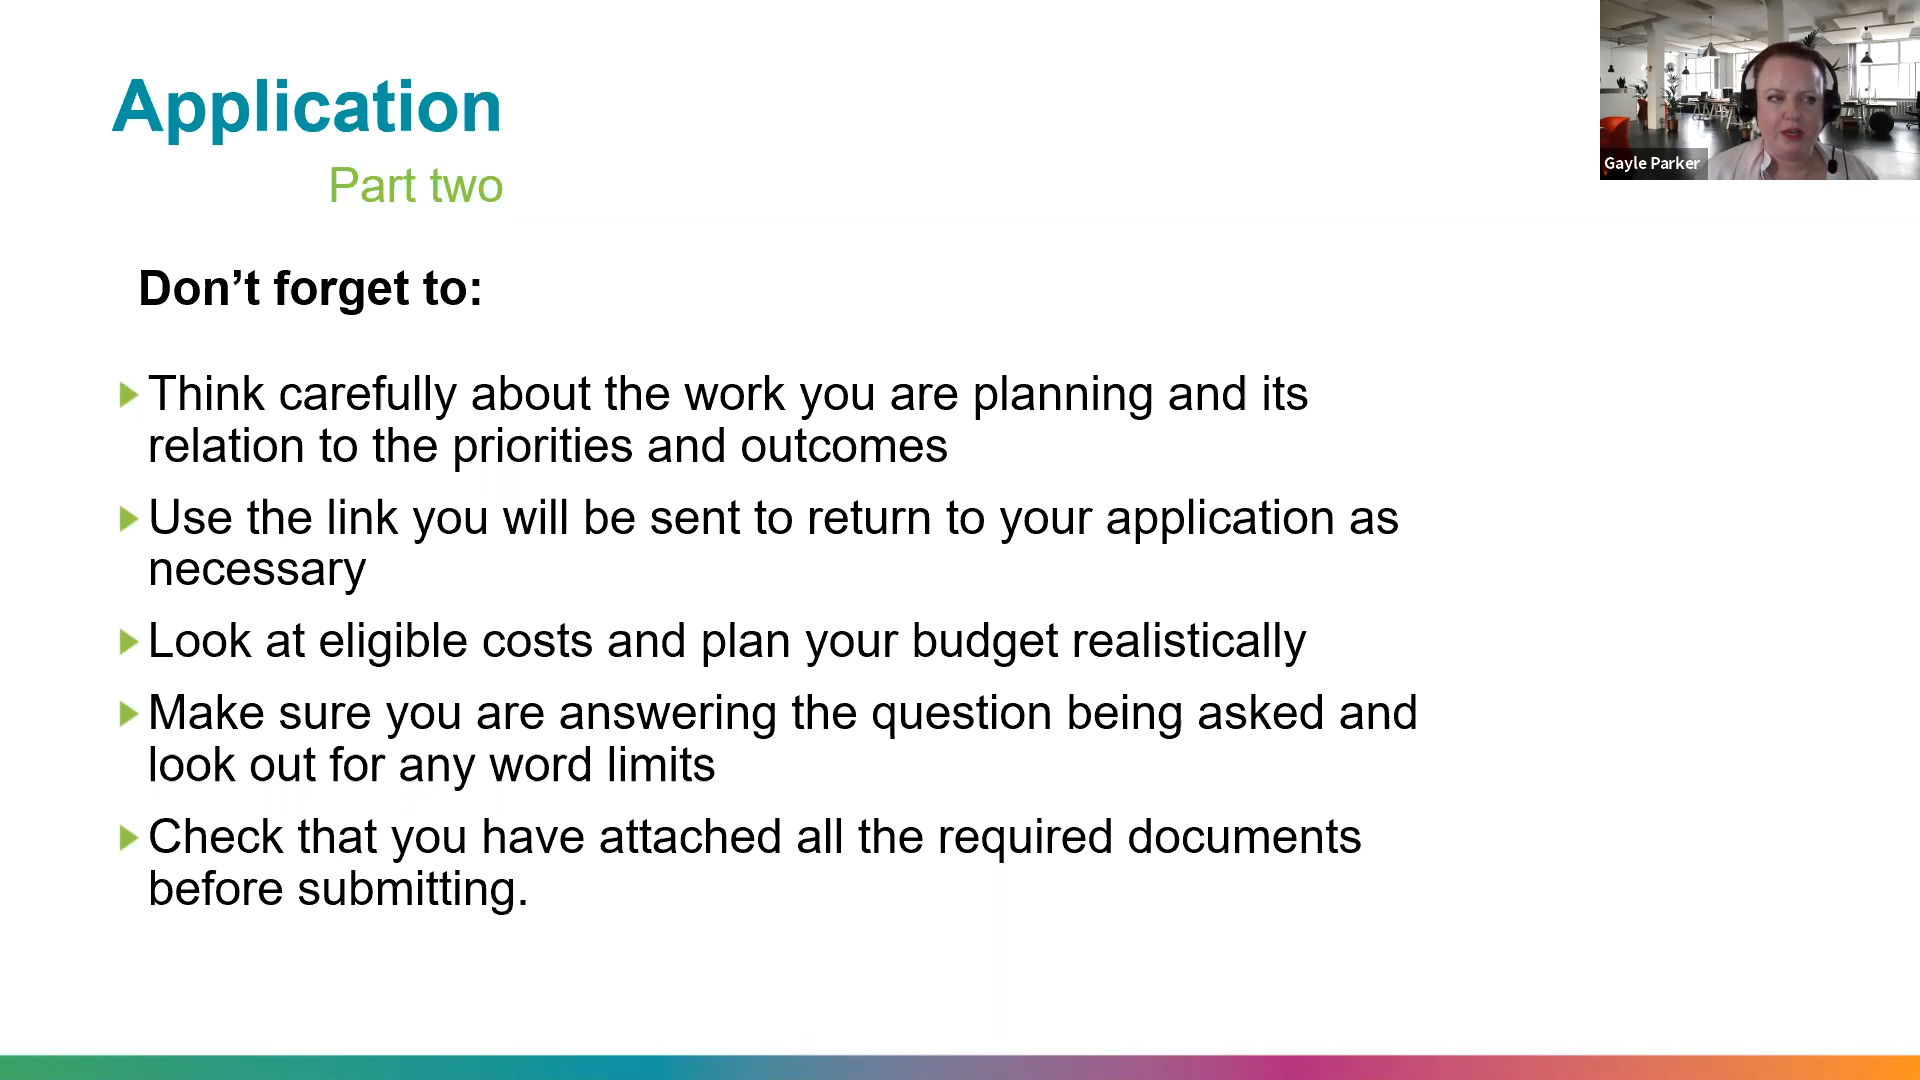 Application
Part two
Gayle Parker
Don’t forget to:
Think carefully about the work you are planning and its
relation to the priorities and outcomes
Use the link you will be sent to return to your application as
necessary
Look at eligible costs and plan your budget realistically
Make sure you are answering the question being asked and
look out for any word limits
Check that you have attached all the required documents
before submitting.